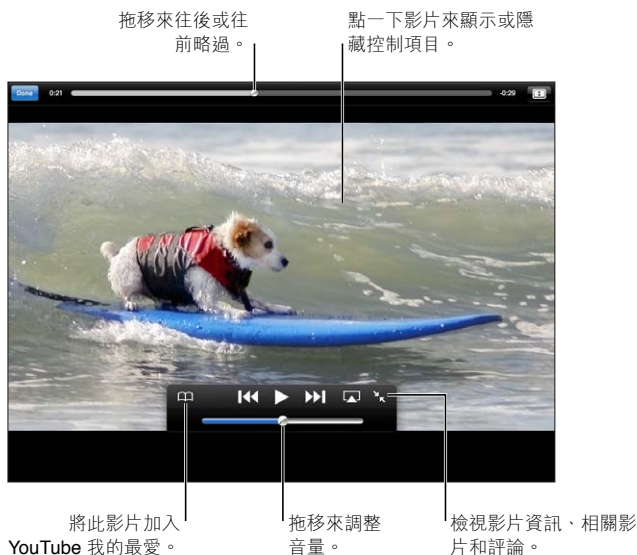 拖移來往後或往
前略過。
點一下影片來顯示或隱
藏控制項目。
Done
0:21
-0:29
將此影片加入
YouTube 我的最愛。
拖移來調整
音量。
檢視影片資訊、相關影
片和評論。